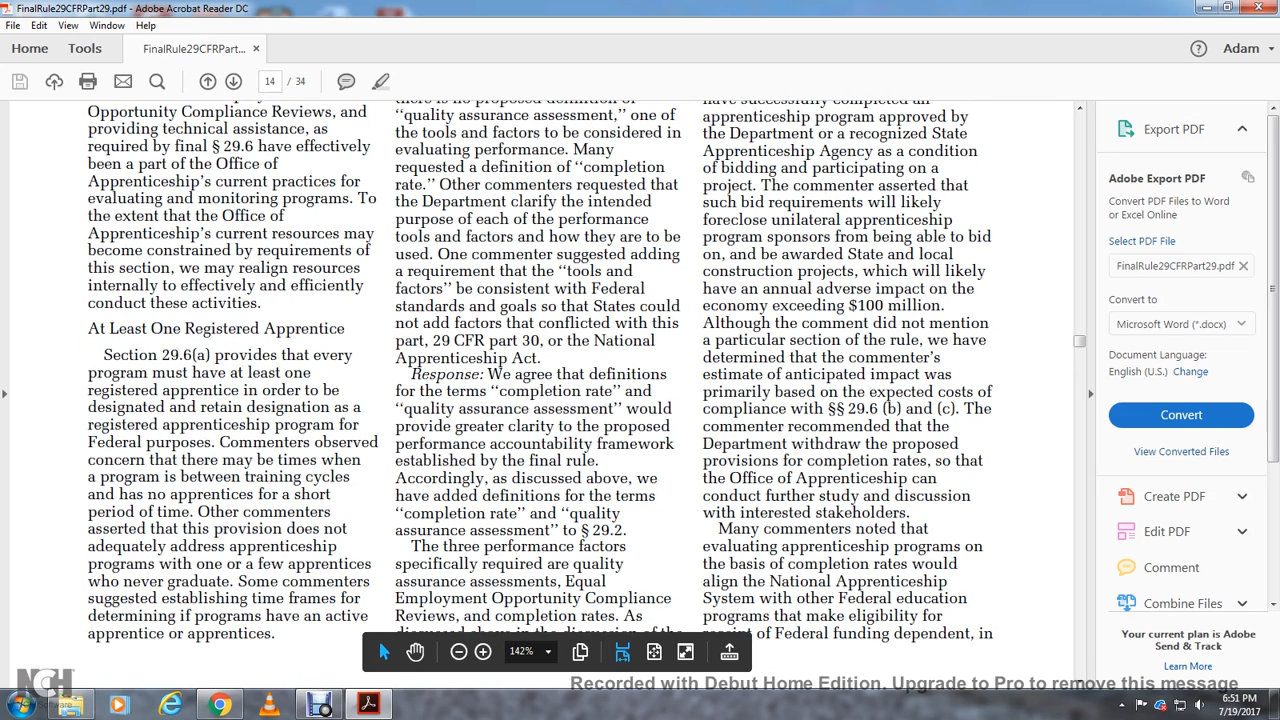 FinalRule29CFRPart29.pdf - Adobe Acrobat Reader DC
File Edit View Window Help
Home Tools FinalRule29CFRPart... × Adam
14 / 34
Opportunity Compliance Reviews, and
providing technical assistance, as
required by final § 29.6 have effectively
been a part of the Office of
Apprenticeship's current practices for
evaluating and monitoring programs. To
the extent that the Office of
Apprenticeship's current resources may
become constrained by requirements of
this section, we may realign resources
internally to effectively and efficiently
conduct these activities.
At Least One Registered Apprentice
Section 29.6(a) provides that every
program must have at least one
registered apprentice in order to be
designated and retain designation as a
registered apprenticeship program for
Federal purposes. Commenters observed
concern that there may be times when
a program is between training cycles
and has no apprentices for a short
period of time. Other commenters
asserted that this provision does not
adequately address apprenticeship
programs with one or a few apprentices
who never graduate. Some commenters
suggested establishing time frames for
determining if programs have an active
apprentice or apprentices.
there is no proposed definition of
‘‘quality assurance assessment,’’ one of
the tools and factors to be considered in
evaluating performance. Many
requested a definition of ‘‘completion
rate.’’ Other commenters requested that
the Department clarify the intended
purpose of each of the performance
tools and factors and how they are to be
used. One commenter suggested adding
a requirement that the ‘‘tools and
factors’’ be consistent with Federal
standards and goals so that States could
not add factors that conflicted with this
part, 29 CFR part 30, or the National
Apprenticeship Act.
Response: We agree that definitions
for the terms ‘‘completion rate’’ and
‘‘quality assurance assessment’’ would
provide greater clarity to the proposed
performance accountability framework
established by the final rule.
Accordingly, as discussed above, we
have added definitions for the terms
‘‘completion rate’’ and ‘‘quality
assurance assessment’’ to § 29.2.
The three performance factors
specifically required are quality
assurance assessments, Equal
Employment Opportunity Compliance
Reviews, and completion rates. As
discussed above in the discussion of the
have successfully completed an
apprenticeship program approved by
the Department or a recognized State
Apprenticeship Agency as a condition
of bidding and participating on a
project. The commenter asserted that
such bid requirements will likely
foreclose unilateral apprenticeship
program sponsors from being able to bid
on, and be awarded State and local
construction projects, which will likely
have an annual adverse impact on the
economy exceeding $100 million.
Although the comment did not mention
a particular section of the rule, we have
determined that the commenter's
estimate of anticipated impact was
primarily based on the expected costs of
compliance with §§ 29.6 (b) and (c). The
commenter recommended that the
Department withdraw the proposed
provisions for completion rates, so that
the Office of Apprenticeship can
conduct further study and discussion
with interested stakeholders.
Many commenters noted that
evaluating apprenticeship programs on
the basis of completion rates would
align the National Apprenticeship
System with other Federal education
programs that make eligibility for
receipt of Federal funding dependent, in
Export PDF
Adobe Export PDF
Convert PDF Files to Word
or Excel Online
Select PDF File
FinalRule29CFRPart29.pdf
Convert to
Microsoft Word (*.docx)
Document Language:
English (U.S.) Change
Convert
View Converted Files
Create PDF
Edit PDF
Comment
Combine Files
Your current plan is Adobe
Send & Track
Learn More
142%
NCH
Software
Recorded with Debut Home Edition. Upgrade to Pro to remove this message
6:51 PM
7/19/2017